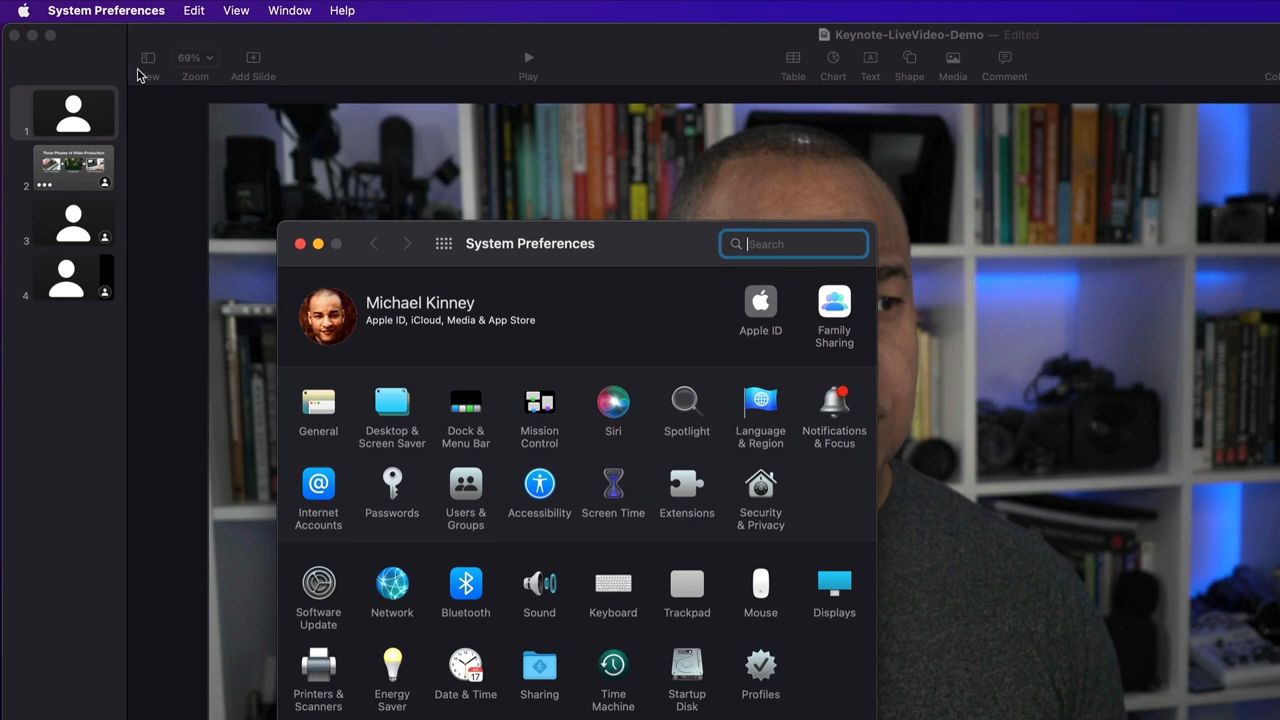 System Preferences Edit View Window Help
Keynote-LiveVideo-Demo — Edited
69%
Zoom Add Slide Play Table Chart Text Shape Media Comment
1
Three Phases of Video Production
2
3
4
System Preferences
Search
Michael Kinney
Apple ID, iCloud, Media & App Store
Apple ID
Family
Sharing
General
Desktop &
Screen Saver
Dock &
Menu Bar
Mission
Control
Siri
Spotlight
Language
& Region
Notifications
& Focus
Internet
Accounts
Passwords
Users &
Groups
Accessibility
Screen Time
Extensions
Security
& Privacy
Software
Update
Network
Bluetooth
Sound
Keyboard
Trackpad
Mouse
Displays
Printers &
Scanners
Energy
Saver
17
Date & Time
Sharing
Time
Machine
Startup
Disk
Profiles